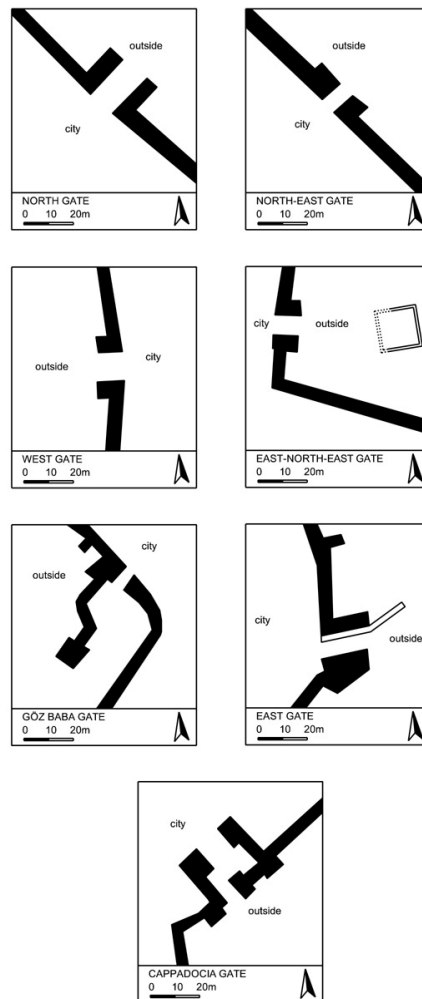 outside
city
NORTH GATE
0 10 20m
outside
city
NORTH-EAST GATE
0 10 20m
outside
city
WEST GATE
0 10 20m
city
outside
EAST-NORTH-EAST GATE
0 10 20m
city
outside
GÖZ BABA GATE
0 10 20m
city
outside
EAST GATE
0 10 20m
city
outside
CAPPADOCIA GATE
0 10 20m